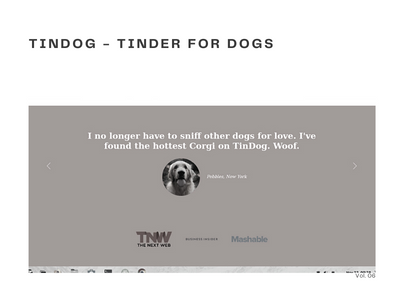 TINDOG – TINDER FOR DOGS
I no longer have to sniff other dogs for love. I've
found the hottest Corgi on TinDog. Woof.
Pebbles, New York
TNW
THE NEXT WEB
BUSINESS INSIDER
Mashable
Vol. 06